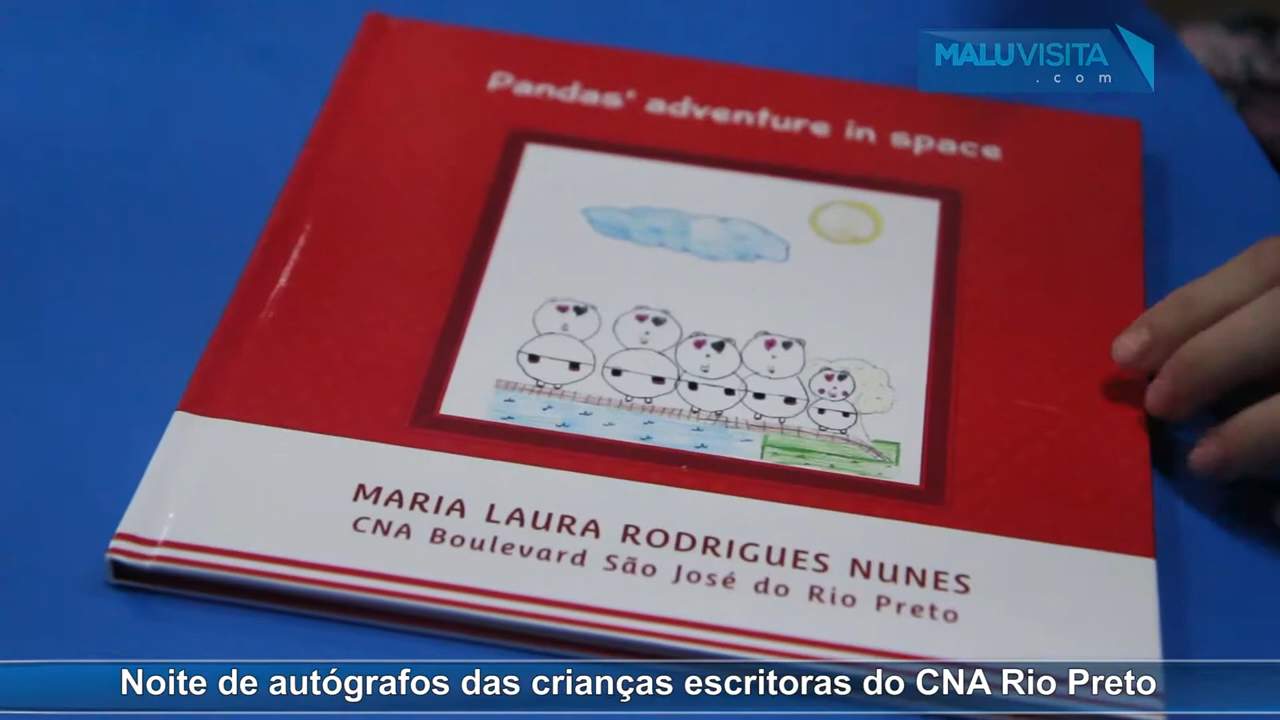 MALUVISITA
.com
Pandas' adventure in space
MARIA LAURA RODRIGUES NUNES
CNA Boulevard São José do Rio Preto
Noite de autógrafos das crianças escritoras do CNA Rio Preto